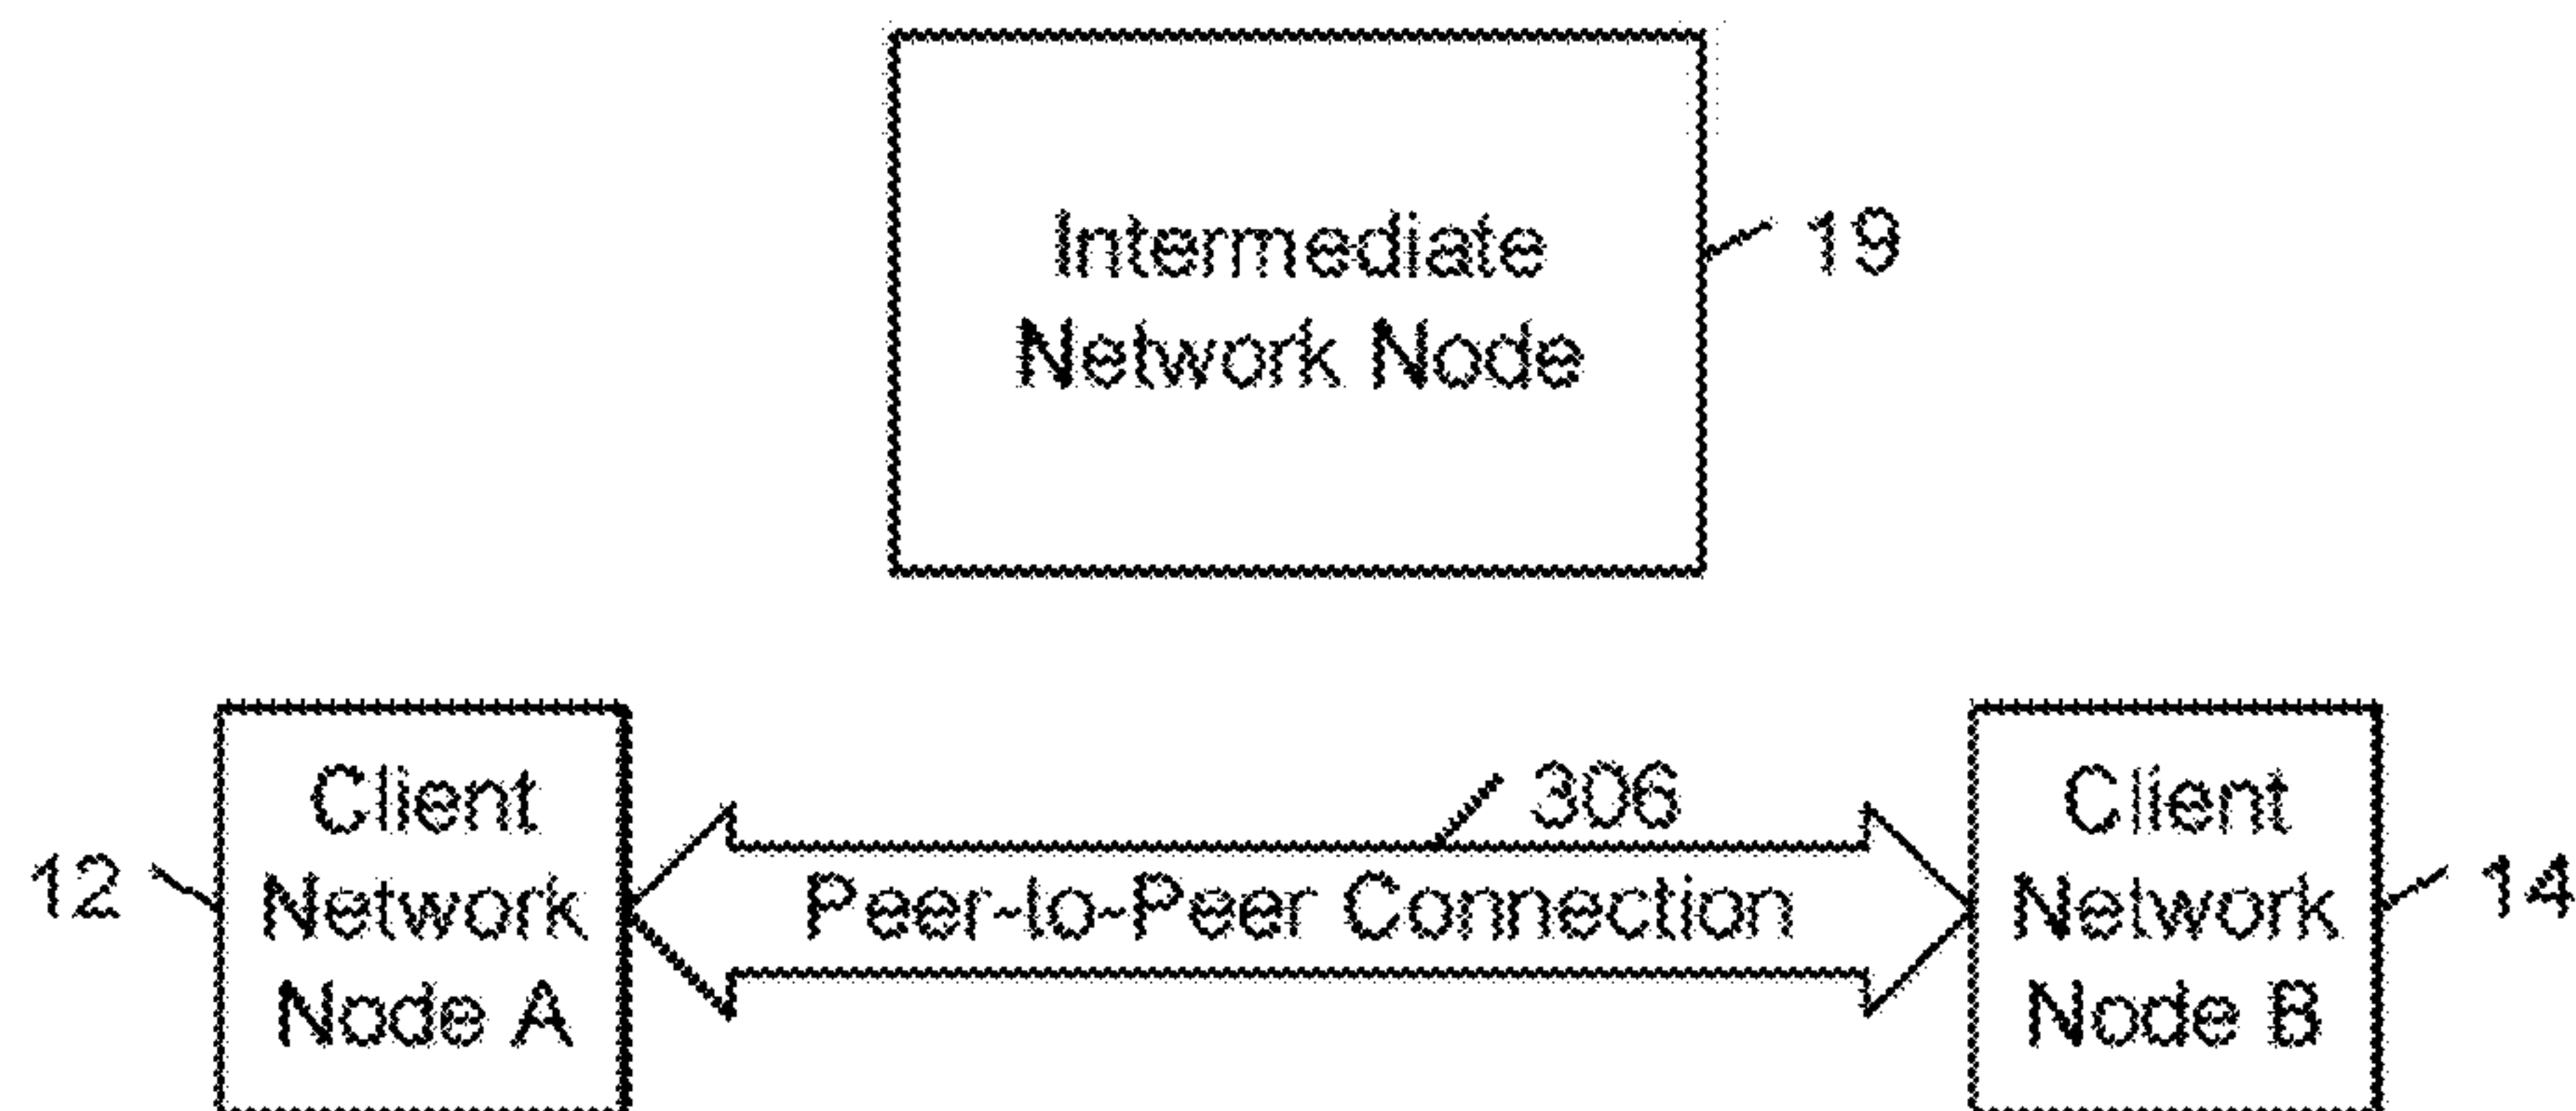 Intermediate
Network Node
19
306
12
Client
Network
Node A
Peer-to-Peer Connection
Client
Network
Node B
14